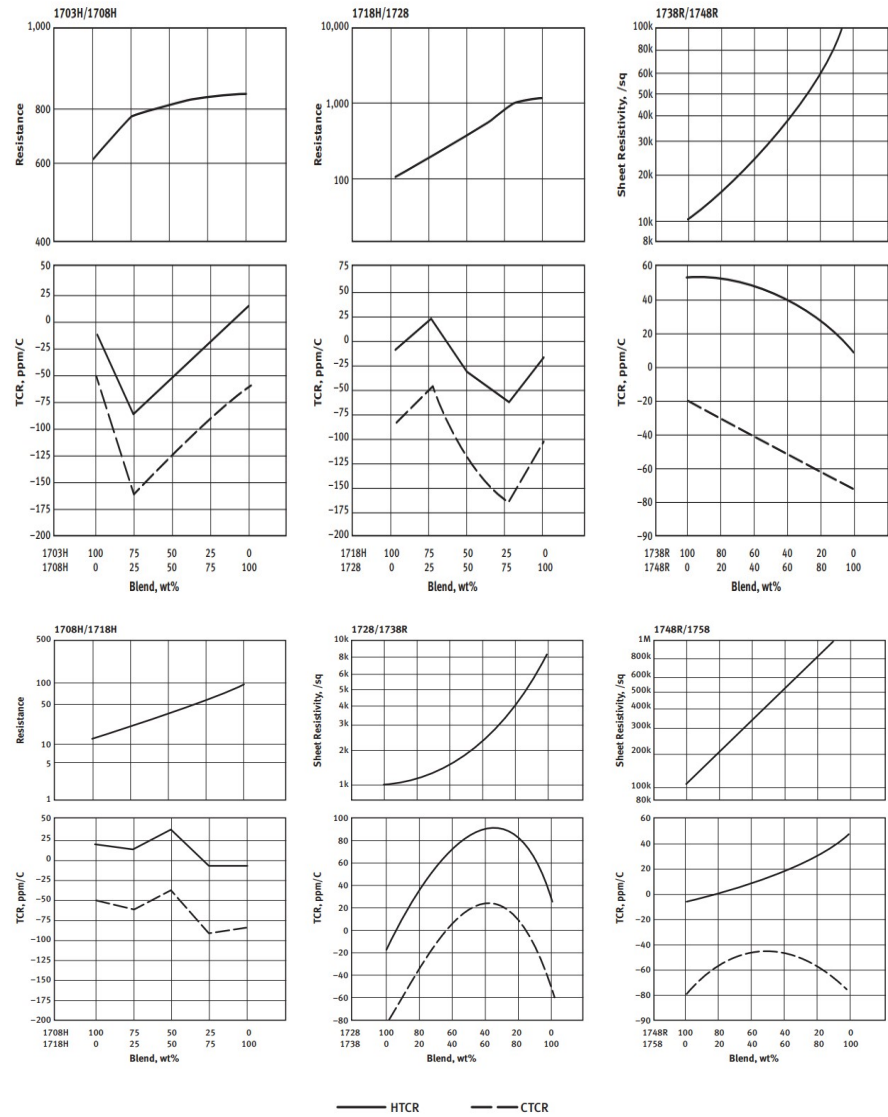 1703H/1708H
Resistance
1,000
800
600
400
TCR, ppm/C
50
25
0
−25
−50
−75
−100
−125
−150
−175
−200
1703H 100 75 50 25 0
1708H 0 25 50 75 100
Blend, wt%
1718H/1728
Resistance
10,000
1,000
100
TCR, ppm/C
75
50
25
0
−25
−50
−75
−100
−125
−150
−175
−200
1718H 100 75 50 25 0
1728 0 25 50 75 100
Blend, wt%
1738R/1748R
Sheet Resistivity, /sq
100k
80k
60k
50k
40k
30k
20k
10k
8k
TCR, ppm/C
60
40
20
0
−20
−40
−60
−80
−90
1738R 100 80 60 40 20 0
1748R 0 20 40 60 80 100
Blend, wt%
1708H/1718H
Resistance
500
100
50
10
5
1
TCR, ppm/C
50
25
0
−25
−50
−75
−100
−125
−150
−175
−200
1708H 100 75 50 25 0
1718H 0 25 50 75 100
Blend, wt%
1728/1738R
Sheet Resistivity, /sq
10k
8k
6k
5k
4k
3k
2k
1k
TCR, ppm/C
100
80
60
40
20
0
−20
−40
−60
−80
1728 100 80 60 40 20 0
1738 0 20 40 60 80 100
Blend, wt%
1748R/1758
Sheet Resistivity, /sq
1M
800k
600k
500k
400k
300k
200k
100k
80k
TCR, ppm/C
60
40
20
0
20
−40
−60
−80
−90
1748R 100 80 60 40 20 0
1758 0 20 40 60 80 100
Blend, wt%
HTCR CTCR